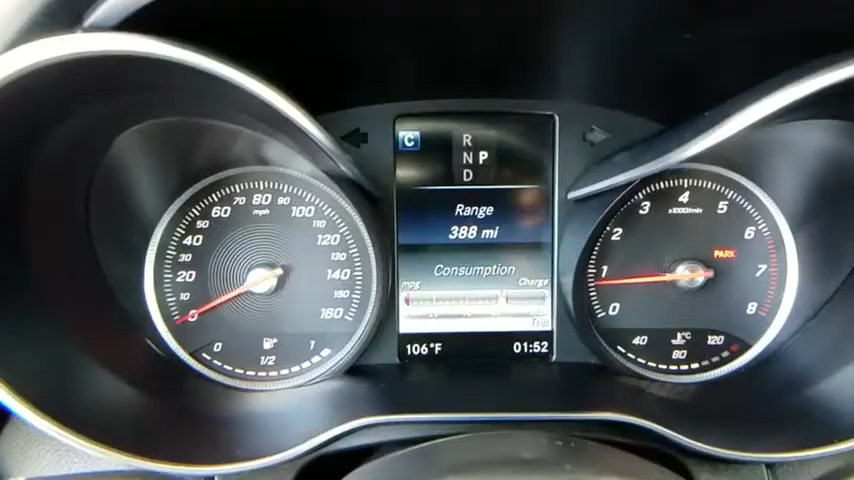 C
R
N P
D
Range
388 mi
Consumption
mpg Charge
Trip
106°F 01:52
0 10 20 30 40 50 60 70 80 90 100 110 120 130 140 150 160
mph
0 1/2 1
0 1 2 3 4 5 6 7 8
x1000/min
PARK
°C
40 80 120